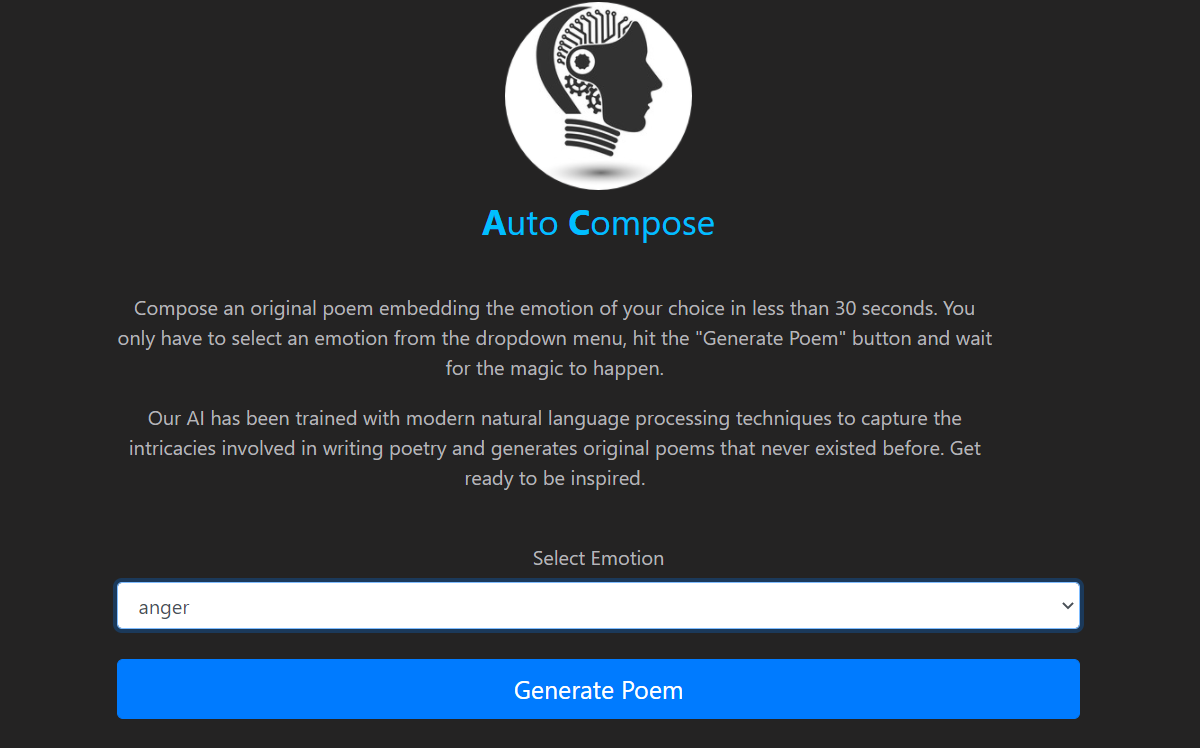 Auto Compose
Compose an original poem embedding the emotion of your choice in less than 30 seconds. You
only have to select an emotion from the dropdown menu, hit the "Generate Poem" button and wait
for the magic to happen.
Our AI has been trained with modern natural language processing techniques to capture the
intricacies involved in writing poetry and generates original poems that never existed before. Get
ready to be inspired.
Select Emotion
anger
Generate Poem